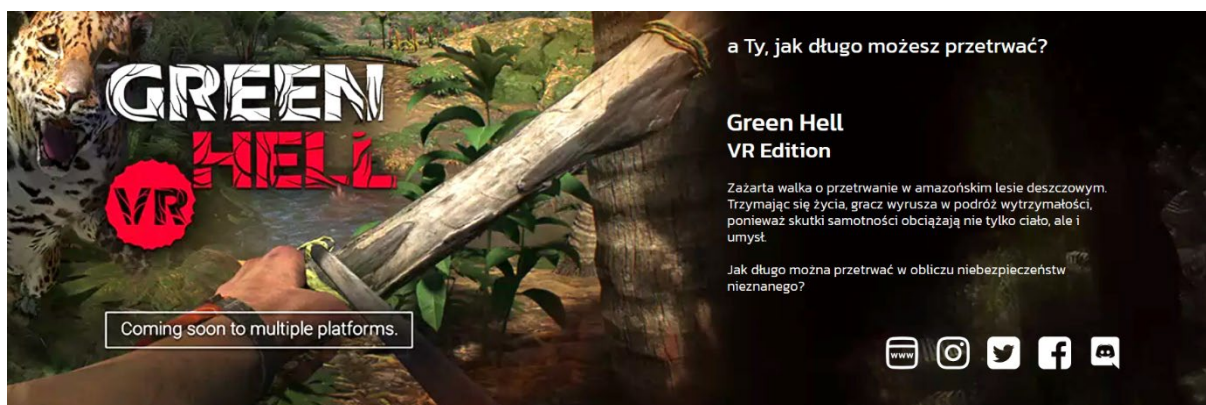 GREEN
HELL
VR
Coming soon to multiple platforms.
a Ty, jak długo możesz przetrwać?
Green Hell
VR Edition
Zażarta walka o przetrwanie w amazońskim lesie deszczowym.
Trzymając się życia, gracz wyrusza w podróż wytrzymałości,
ponieważ skutki samotności obciążają nie tylko ciało, ale i
umysł.
Jak długo można przetrwać w obliczu niebezpieczeństw
nieznanego?
www